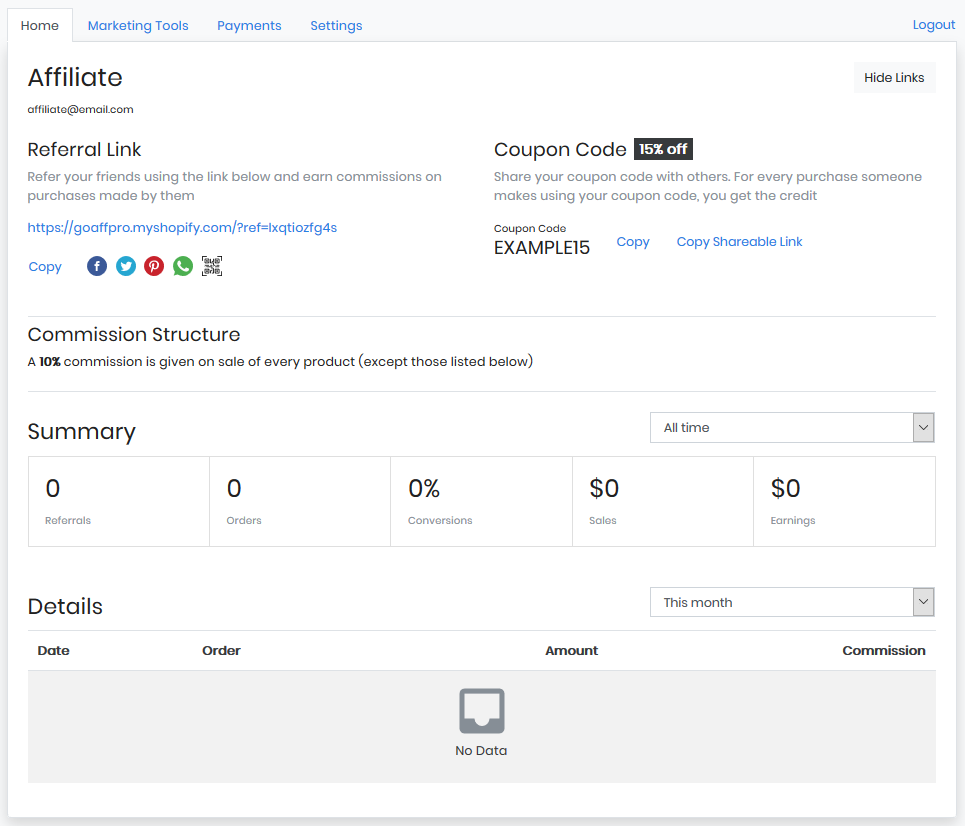 Home Marketing Tools Payments Settings Logout
Affiliate
Hide Links
affiliate@email.com
Referral Link
Refer your friends using the link below and earn commissions on
purchases made by them
https://goaffpro.myshopify.com/?ref=lxqtiozfg4s
Copy
Coupon Code 15% off
Share your coupon code with others. For every purchase someone
makes using your coupon code, you get the credit
Coupon Code
EXAMPLE15 Copy Copy Shareable Link
Commission Structure
A 10% commission is given on sale of every product (except those listed below)
Summary All time
0 0 0% $0 $0
Referrals Orders Conversions Sales Earnings
Details This month
Date Order Amount Commission
No Data